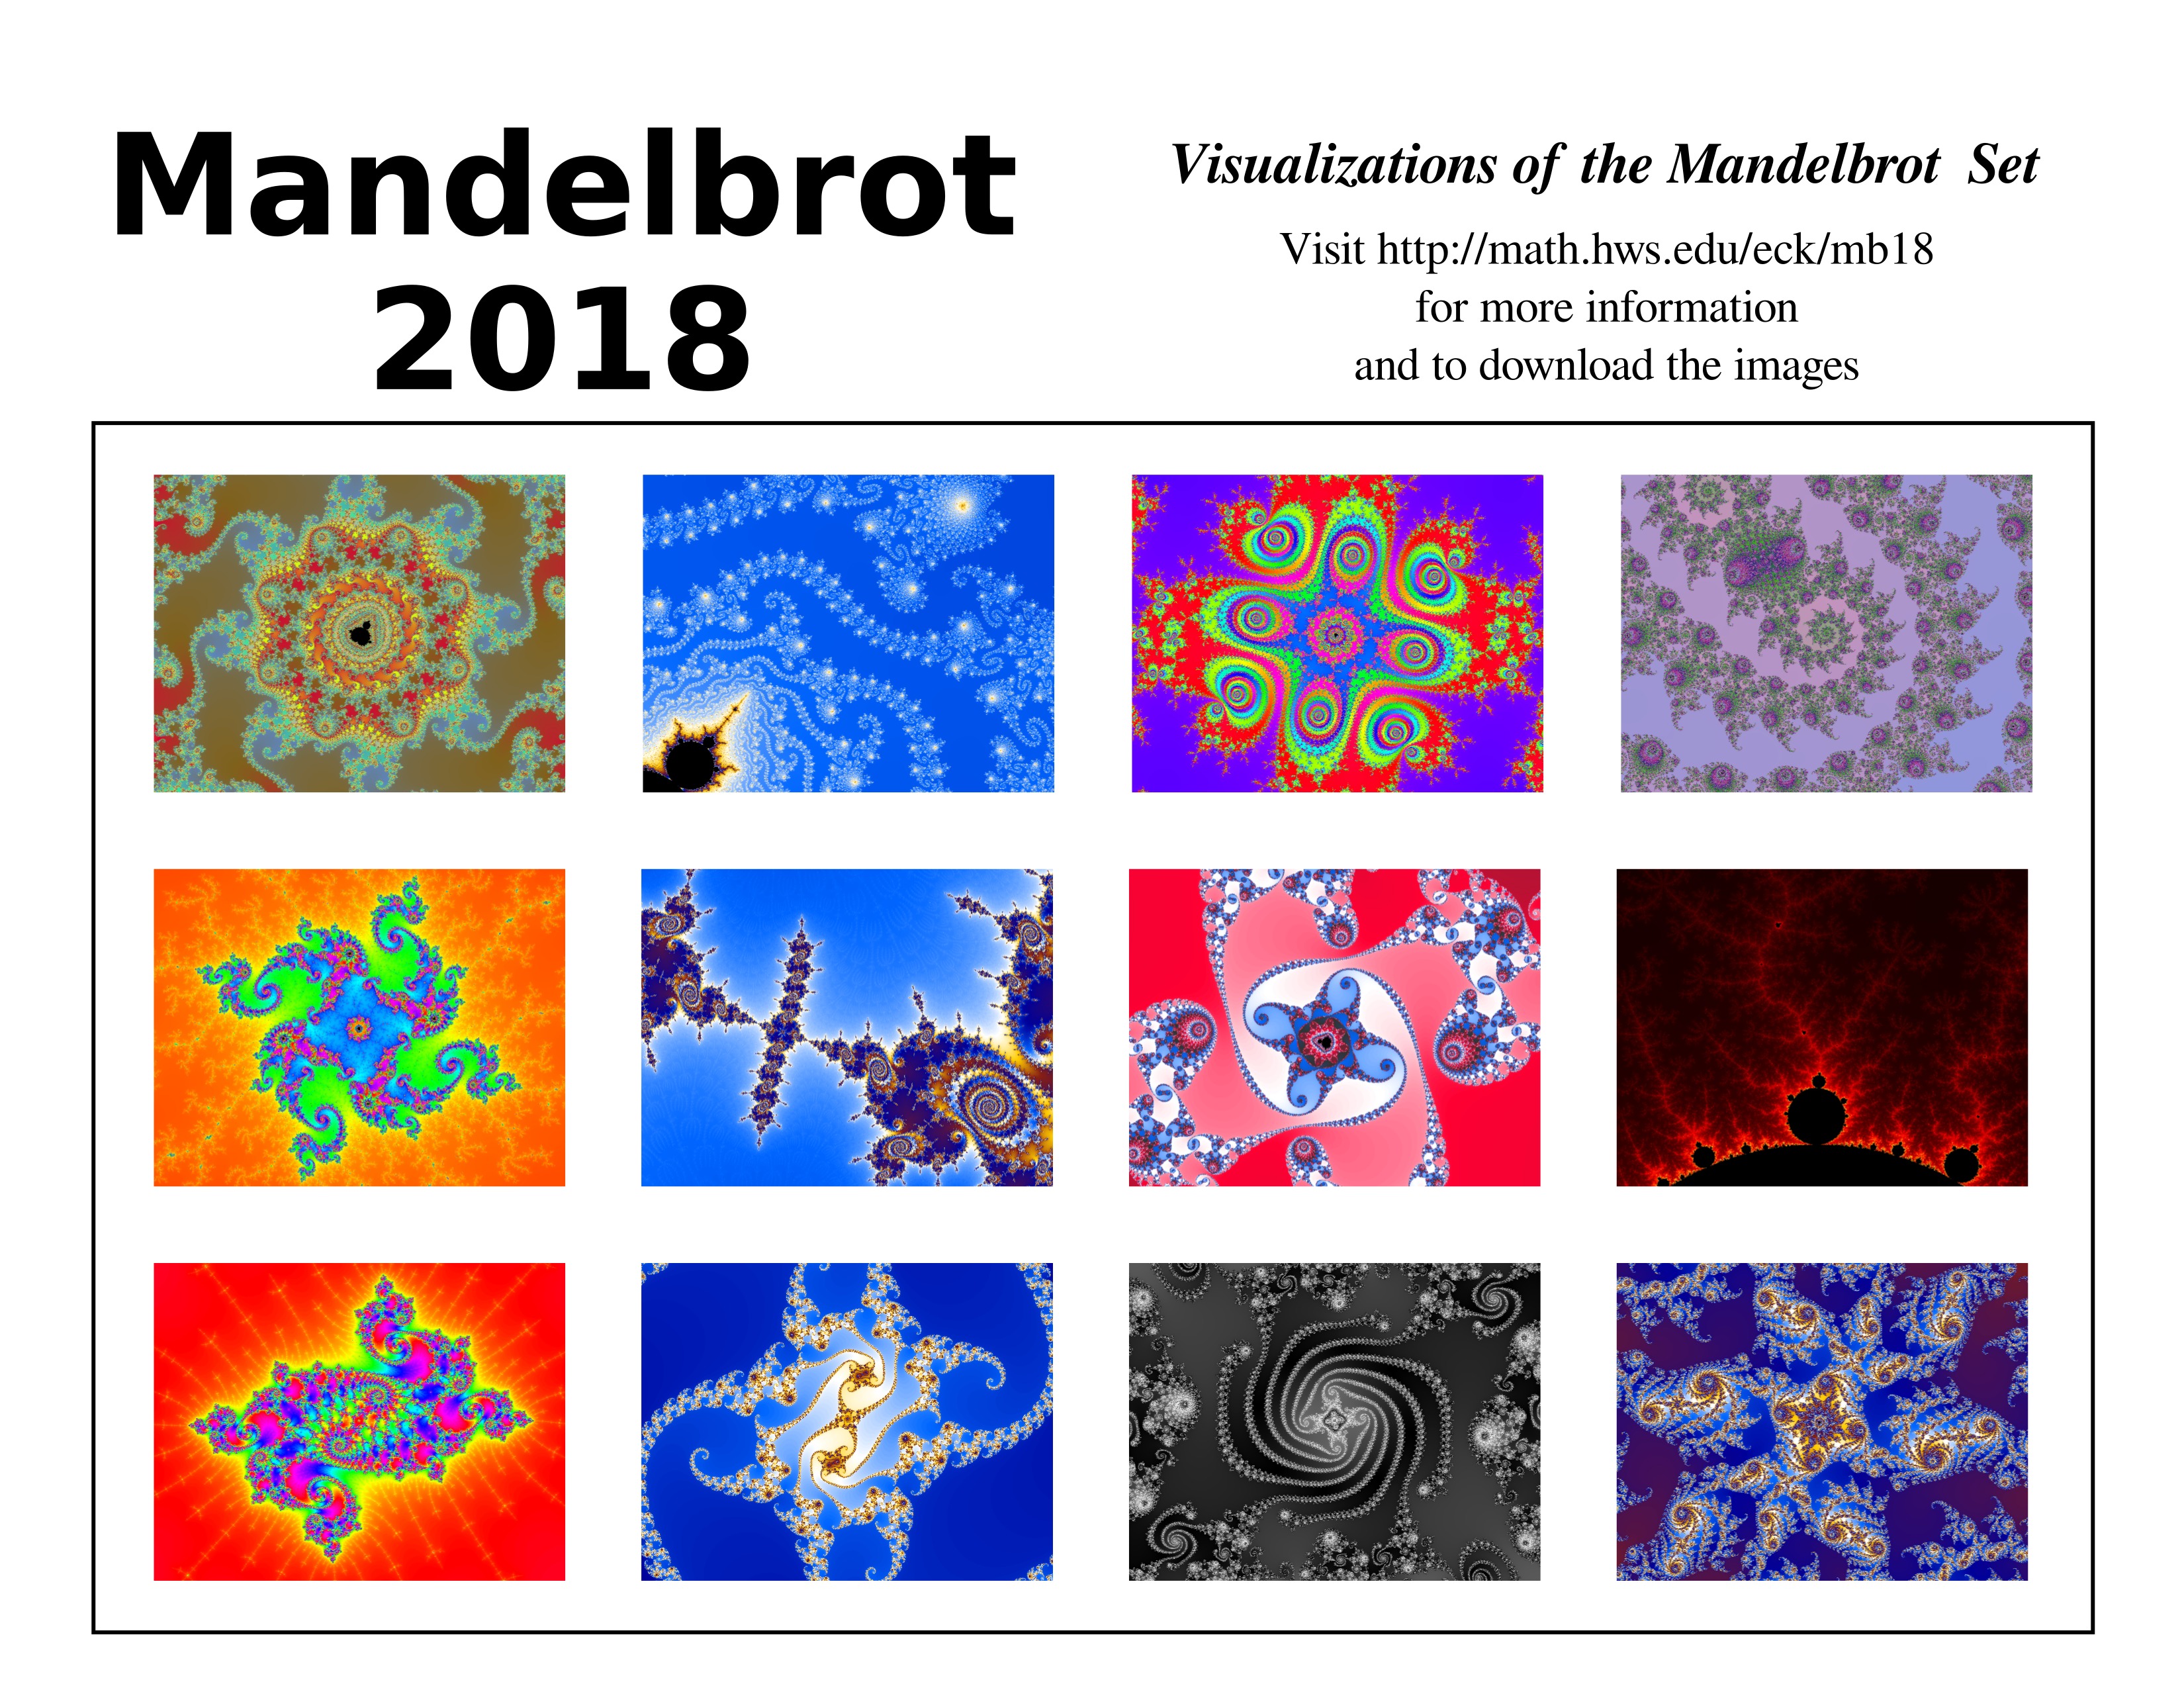 Mandelbrot
2018
Visualizations of the Mandelbrot Set
Visit http://math.hws.edu/eck/mb18
for more information
and to download the images